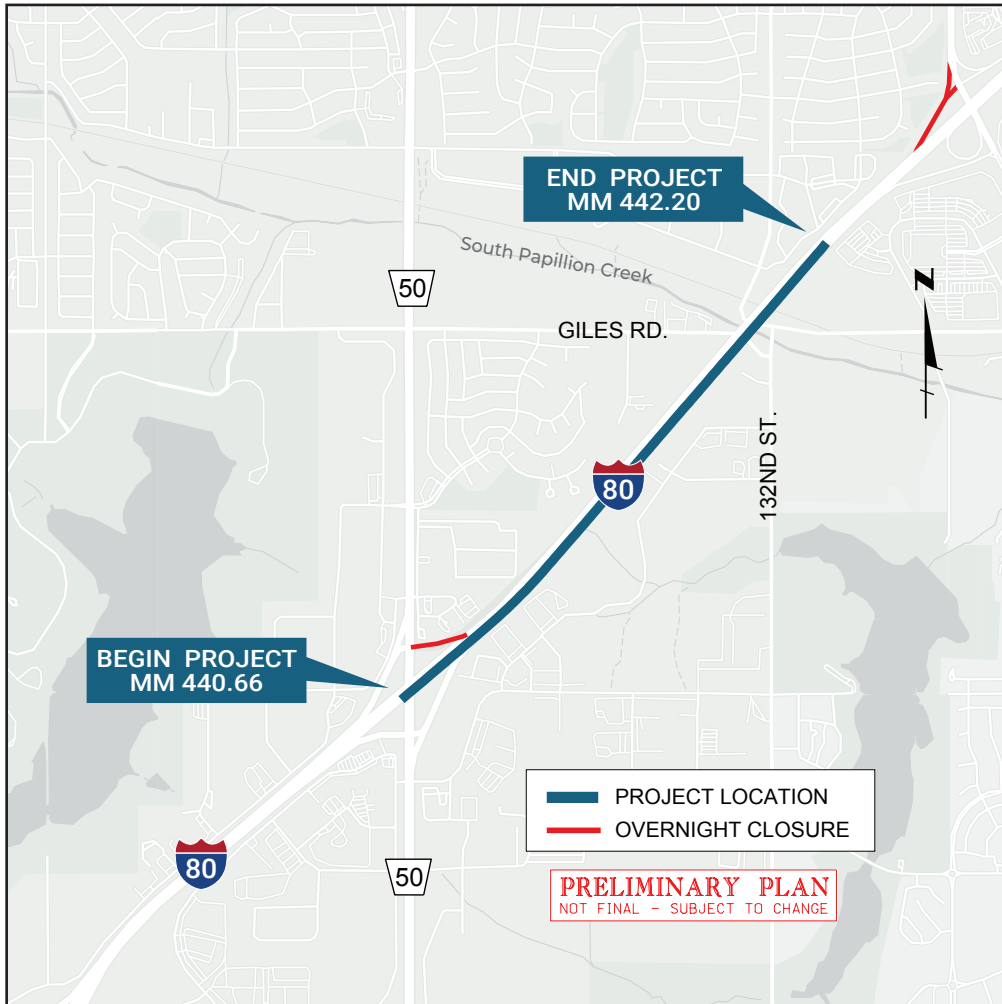 END PROJECT
MM 442.20
South Papillion Creek
N
50
GILES RD.
132ND ST.
80
BEGIN PROJECT
MM 440.66
PROJECT LOCATION
OVERNIGHT CLOSURE
80
50
PRELIMINARY PLAN
NOT FINAL - SUBJECT TO CHANGE